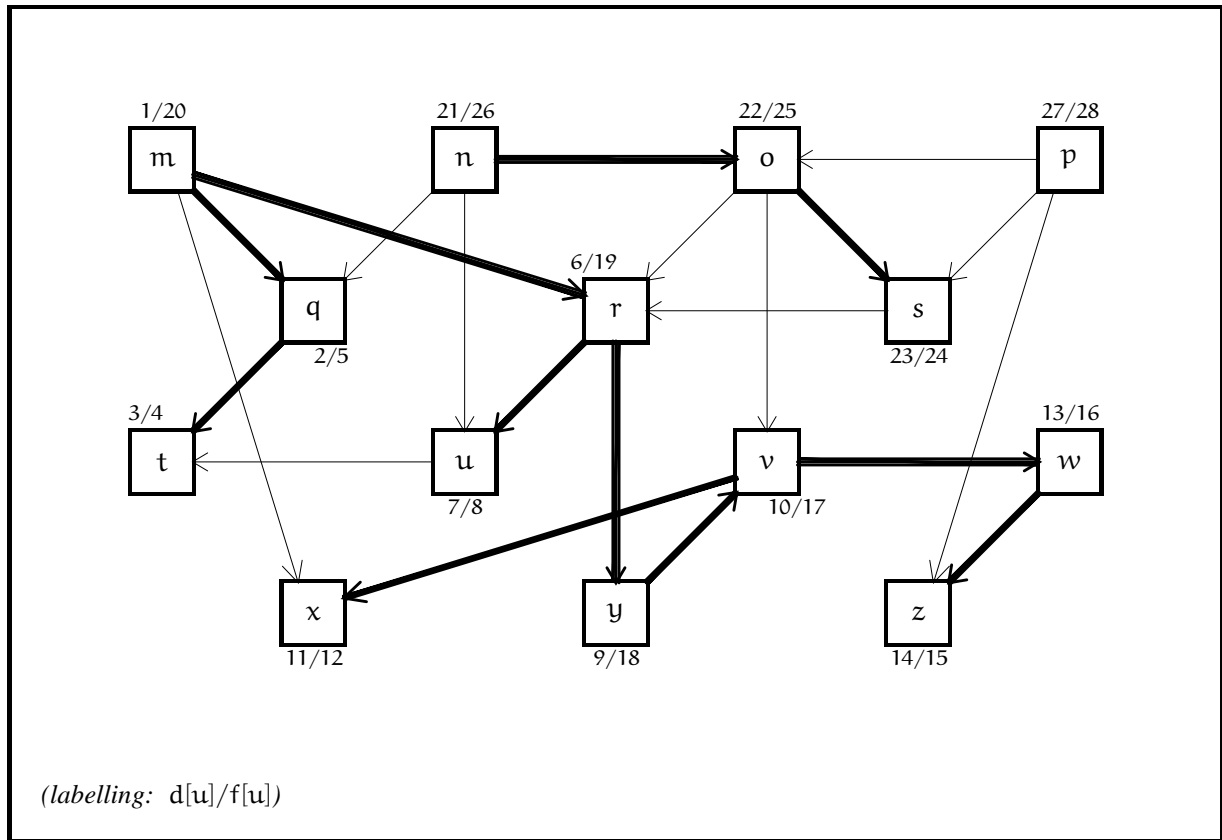 1/20 21/26 22/25 27/28
m n o p
6/19
q r s
2/5 23/24
3/4 13/16
t u v w
7/8 10/17
x y z
11/12 9/18 14/15
(labelling: d[u]/f[u])